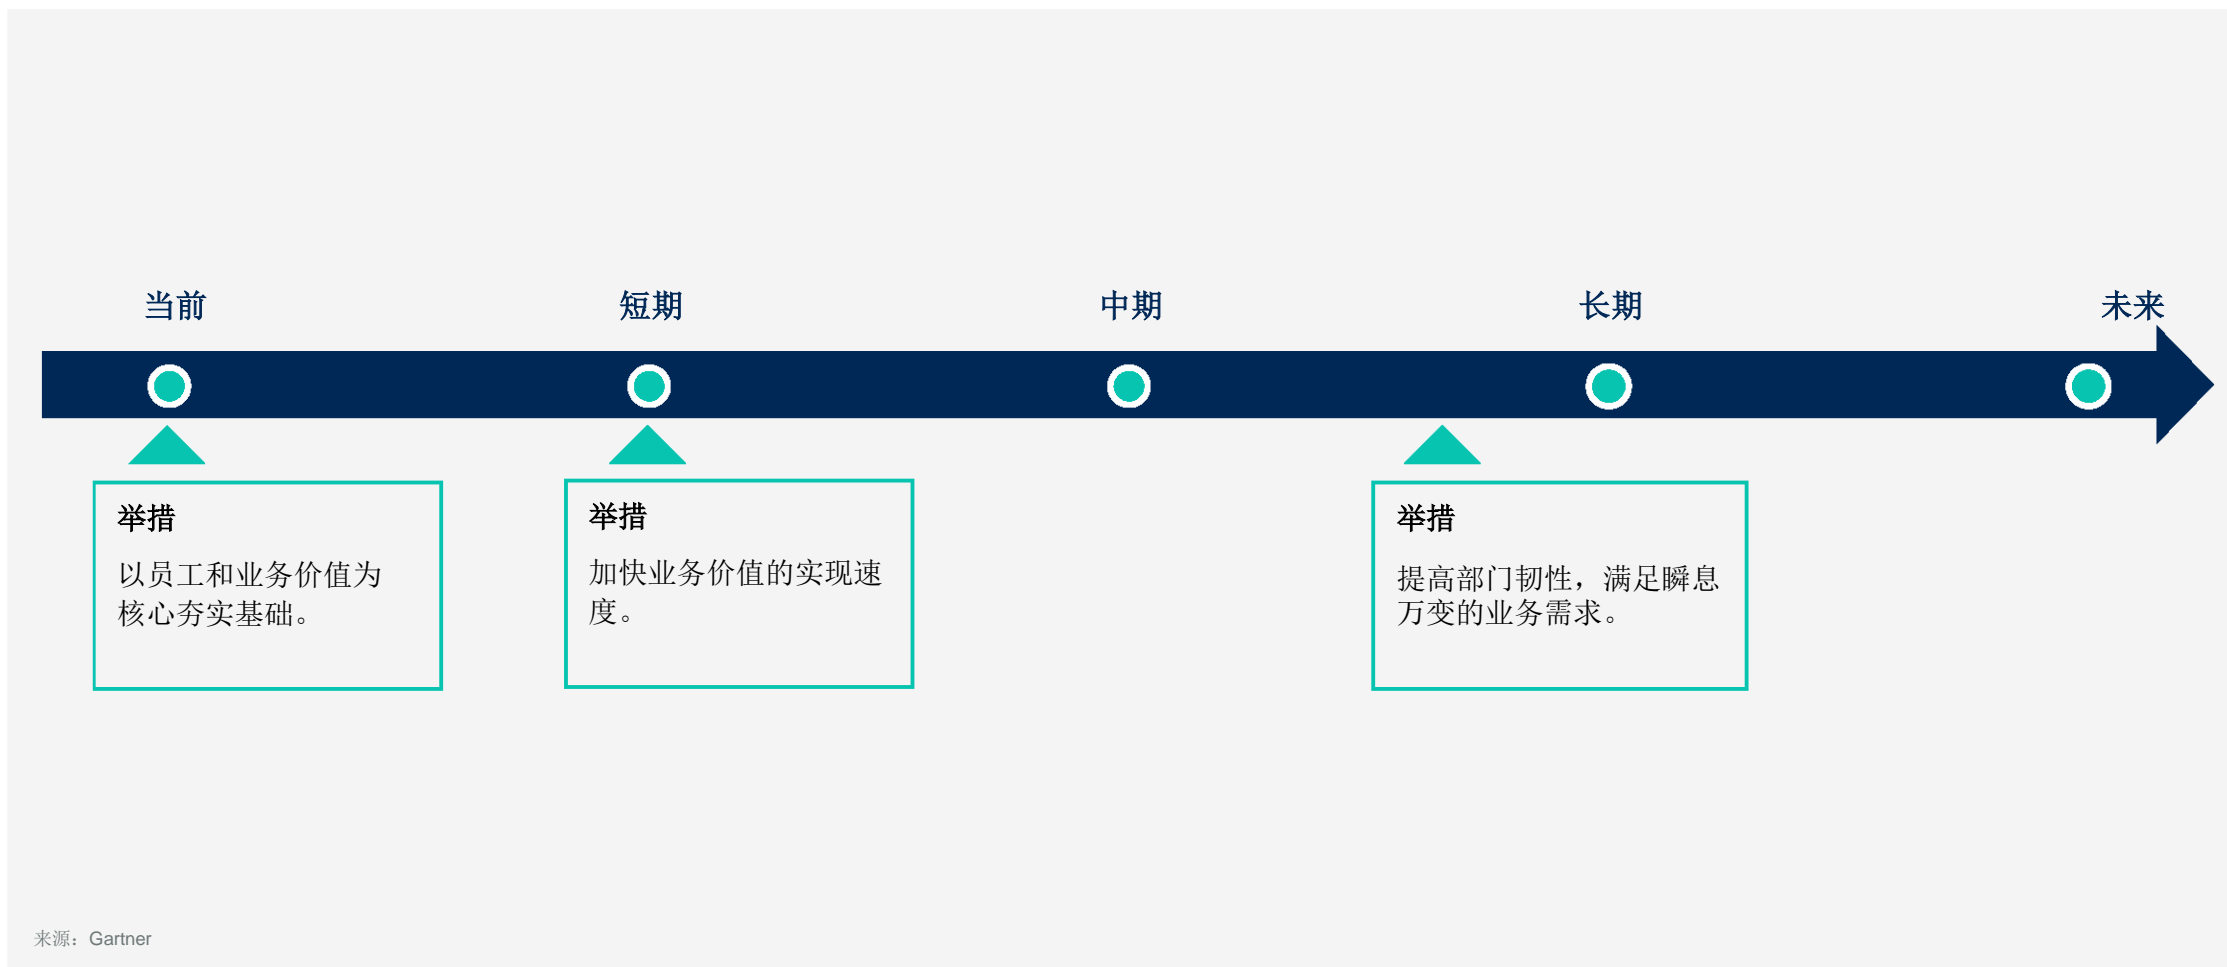 当前
短期
中期
长期
未来
举措
以员工和业务价值为
核心夯实基础。
举措
加快业务价值的实现速
度。
举措
提高部门韧性，满足瞬息
万变的业务需求。
来源：Gartner